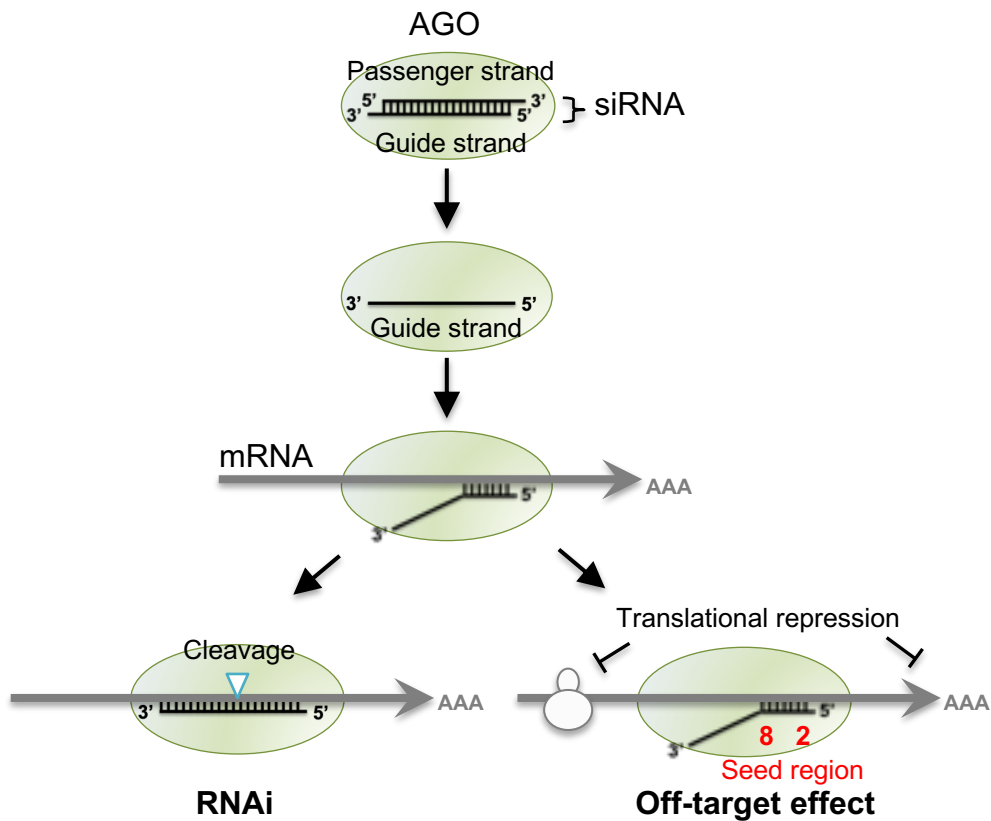 AGO
Passenger strand
5’ 3’
3’ 5’
siRNA
Guide strand
3’ 5’
Guide strand
mRNA
AAA
5’
3’
Translational repression
Cleavage
AAA
AAA
3’ 5’
5’
8 2
3’
Seed region
RNAi
Off-target effect